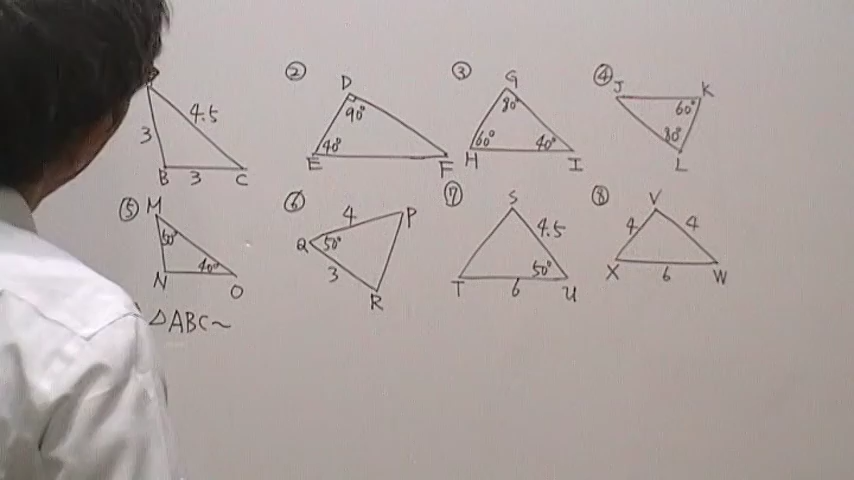 ② D 90° 40° E F
③ G 80° 60° 40° H I
④ J K 60° 80° L
4.5 3 B 3 C
⑤ M 50° N 40° O
⑥ 4 P Q 50° 3 R
⑦ S 4.5 T 6 50° U
⑧ V 4 4 X 6 W
△ABC∽